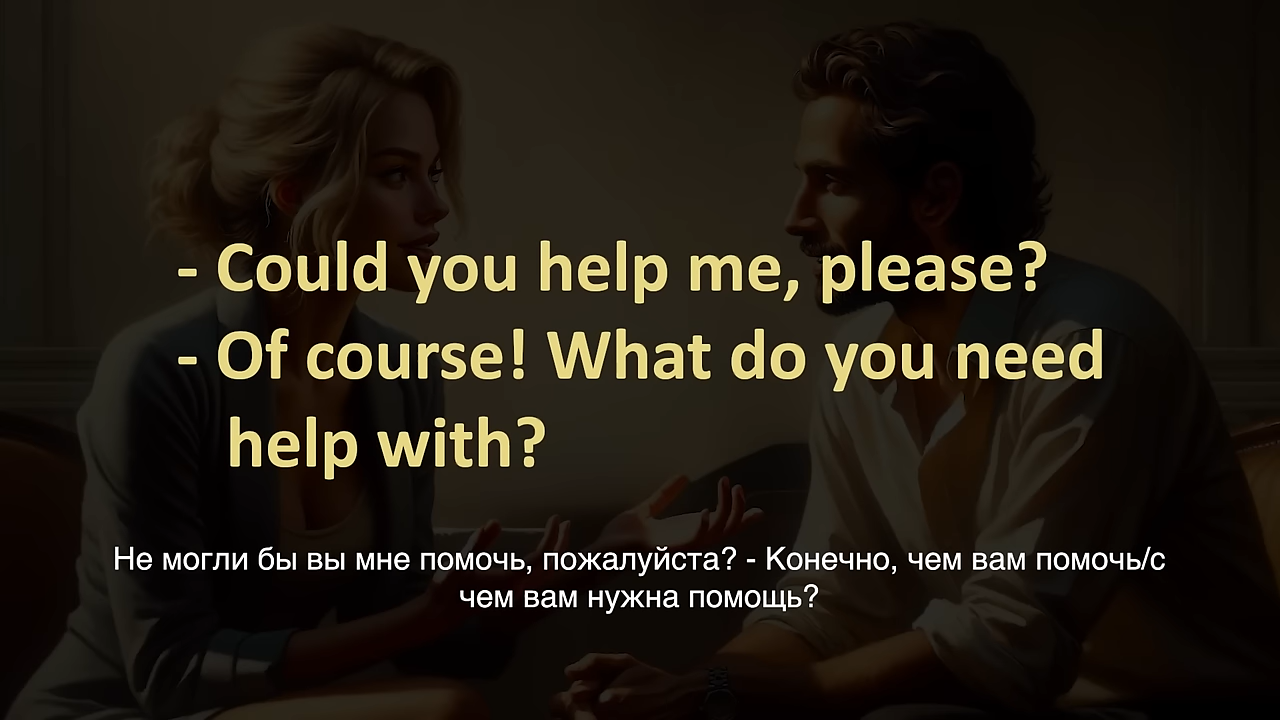 - Could you help me, please?
- Of course! What do you need
help with?
Не могли бы вы мне помочь, пожалуйста? - Конечно, чем вам помочь/с
чем вам нужна помощь?